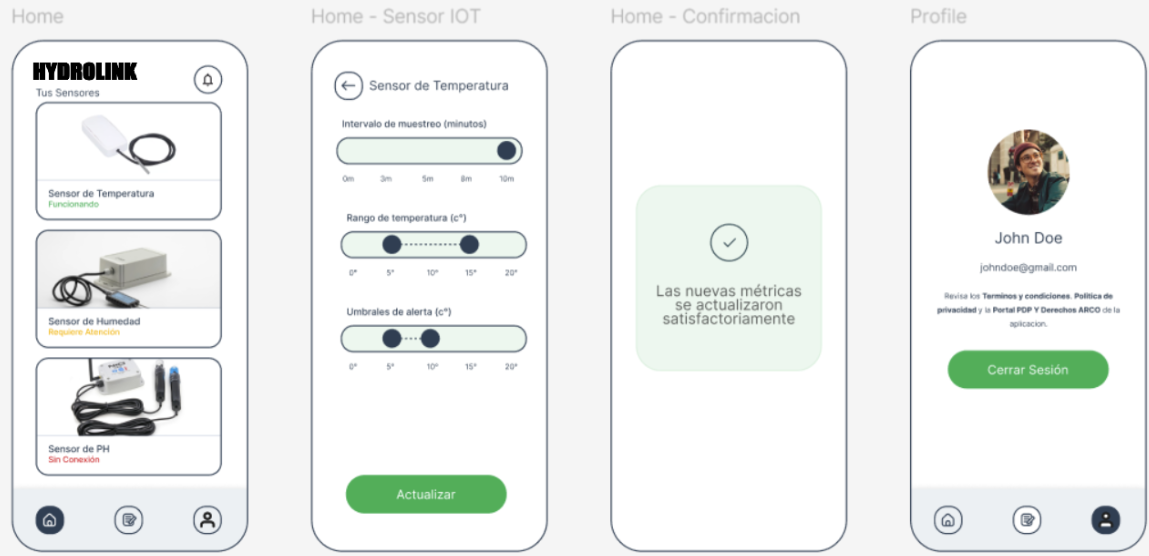 Home
HYDROLINK
Tus Sensores
Sensor de Temperatura
Funcionando
Sensor de Humedad
Requiere Atención
Sensor de PH
Sin Conexión
Home - Sensor IOT
Sensor de Temperatura
Intervalo de muestreo (minutos)
0m 3m 5m 8m 10m
Rango de temperatura (c°)
0° 5° 10° 15° 20°
Umbrales de alerta (c°)
0° 5° 10° 15° 20°
Actualizar
Home - Confirmacion
Las nuevas métricas
se actualizaron
satisfactoriamente
Profile
John Doe
johndoe@gmail.com
Revisa los Terminos y condiciones, Politica de
privacidad y la Portal PDP Y Derechos ARCO de la
aplicacion.
Cerrar Sesión